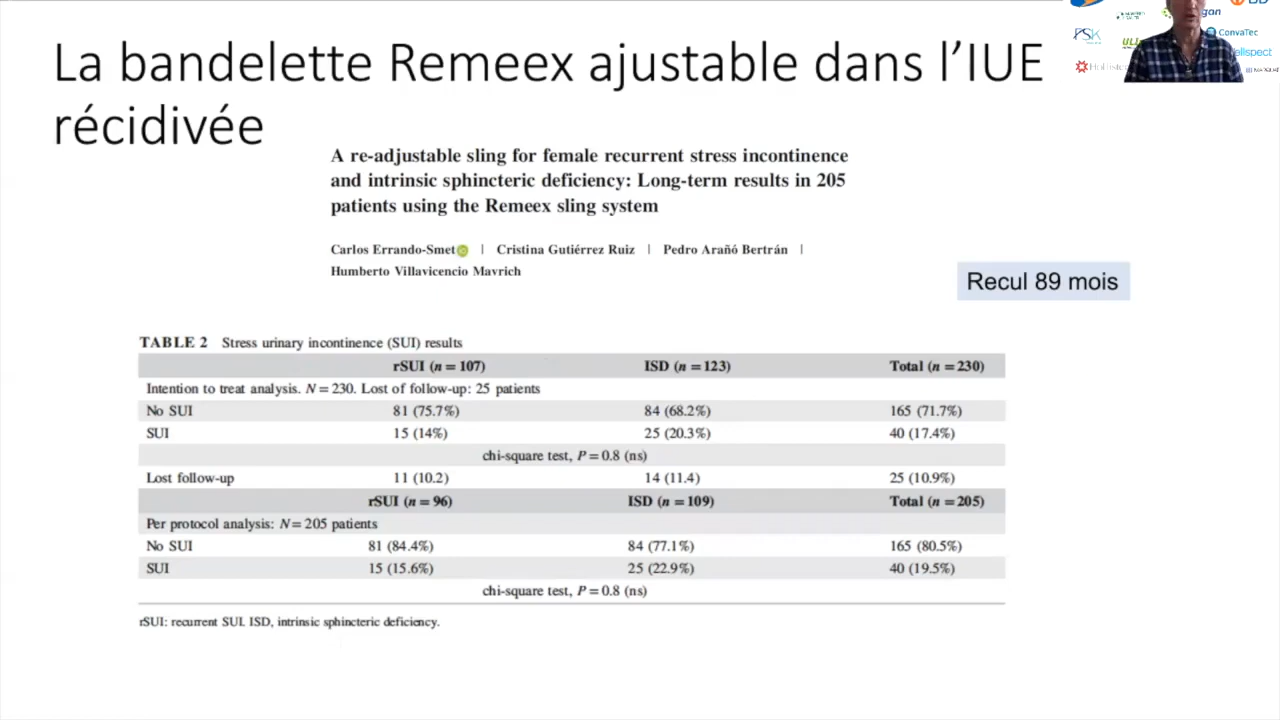 La bandelette Remeex ajustable dans l’IUE
récidivée
A re-adjustable sling for female recurrent stress incontinence
and intrinsic sphincteric deficiency: Long-term results in 205
patients using the Remeex sling system
Carlos Errando-Smet | Cristina Gutiérrez Ruiz | Pedro Arañó Bertrán |
Humberto Villavicencio Mavrich
Recul 89 mois
TABLE 2 Stress urinary incontinence (SUI) results
rSUI (n = 107) ISD (n = 123) Total (n = 230)
Intention to treat analysis. N = 230. Lost of follow-up: 25 patients
No SUI 81 (75.7%) 84 (68.2%) 165 (71.7%)
SUI 15 (14%) 25 (20.3%) 40 (17.4%)
chi-square test, P = 0.8 (ns)
Lost follow-up 11 (10.2) 14 (11.4) 25 (10.9%)
rSUI (n = 96) ISD (n = 109) Total (n = 205)
Per protocol analysis: N = 205 patients
No SUI 81 (84.4%) 84 (77.1%) 165 (80.5%)
SUI 15 (15.6%) 25 (22.9%) 40 (19.5%)
chi-square test, P = 0.8 (ns)
rSUI: recurrent SUI. ISD, intrinsic sphincteric deficiency.
ConvaTec